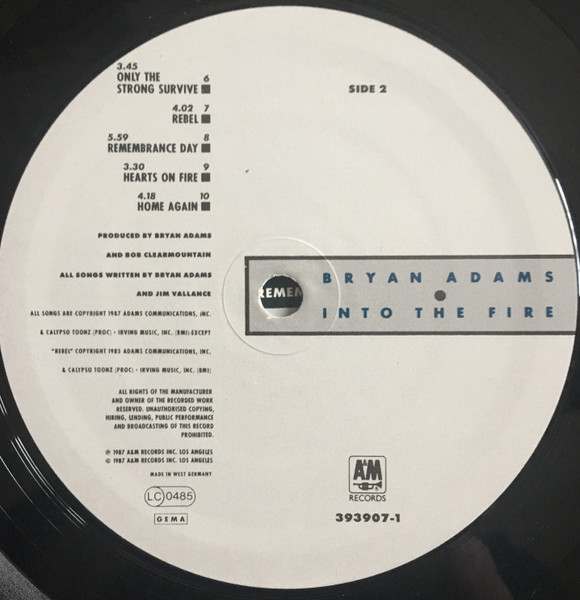 3.45
ONLY THE 6
STRONG SURVIVE
4.02 7
REBEL
5.59 8
REMEMBRANCE DAY
3.30 9
HEARTS ON FIRE
4.18 10
HOME AGAIN
SIDE 2
PRODUCED BY BRYAN ADAMS
AND BOB CLEARMOUNTAIN
ALL SONGS WRITTEN BY BRYAN ADAMS
AND JIM VALLANCE
ALL SONGS ARE COPYRIGHT 1987 ADAMS COMMUNICATIONS, INC.
& CALYPSO TOONZ (PROC) - IRVING MUSIC, INC. (BMI) EXCEPT
"REBEL" COPYRIGHT 1985 ADAMS COMMUNICATIONS, INC.
& CALYPSO TOONZ (PROC) - IRVING MUSIC, INC. (BMI)
BRYAN ADAMS
INTO THE FIRE
REMEM
ALL RIGHTS OF THE MANUFACTURER
AND OWNER OF THE RECORDED WORK
RESERVED. UNAUTHORISED COPYING,
HIRING, LENDING, PUBLIC PERFORMANCE
AND BROADCASTING OF THIS RECORD
PROHIBITED.
℗ 1987 A&M RECORDS INC. LOS ANGELES
© 1987 A&M RECORDS INC. LOS ANGELES
MADE IN WEST GERMANY
LC 0485
GEMA
A&M
RECORDS
393907-1